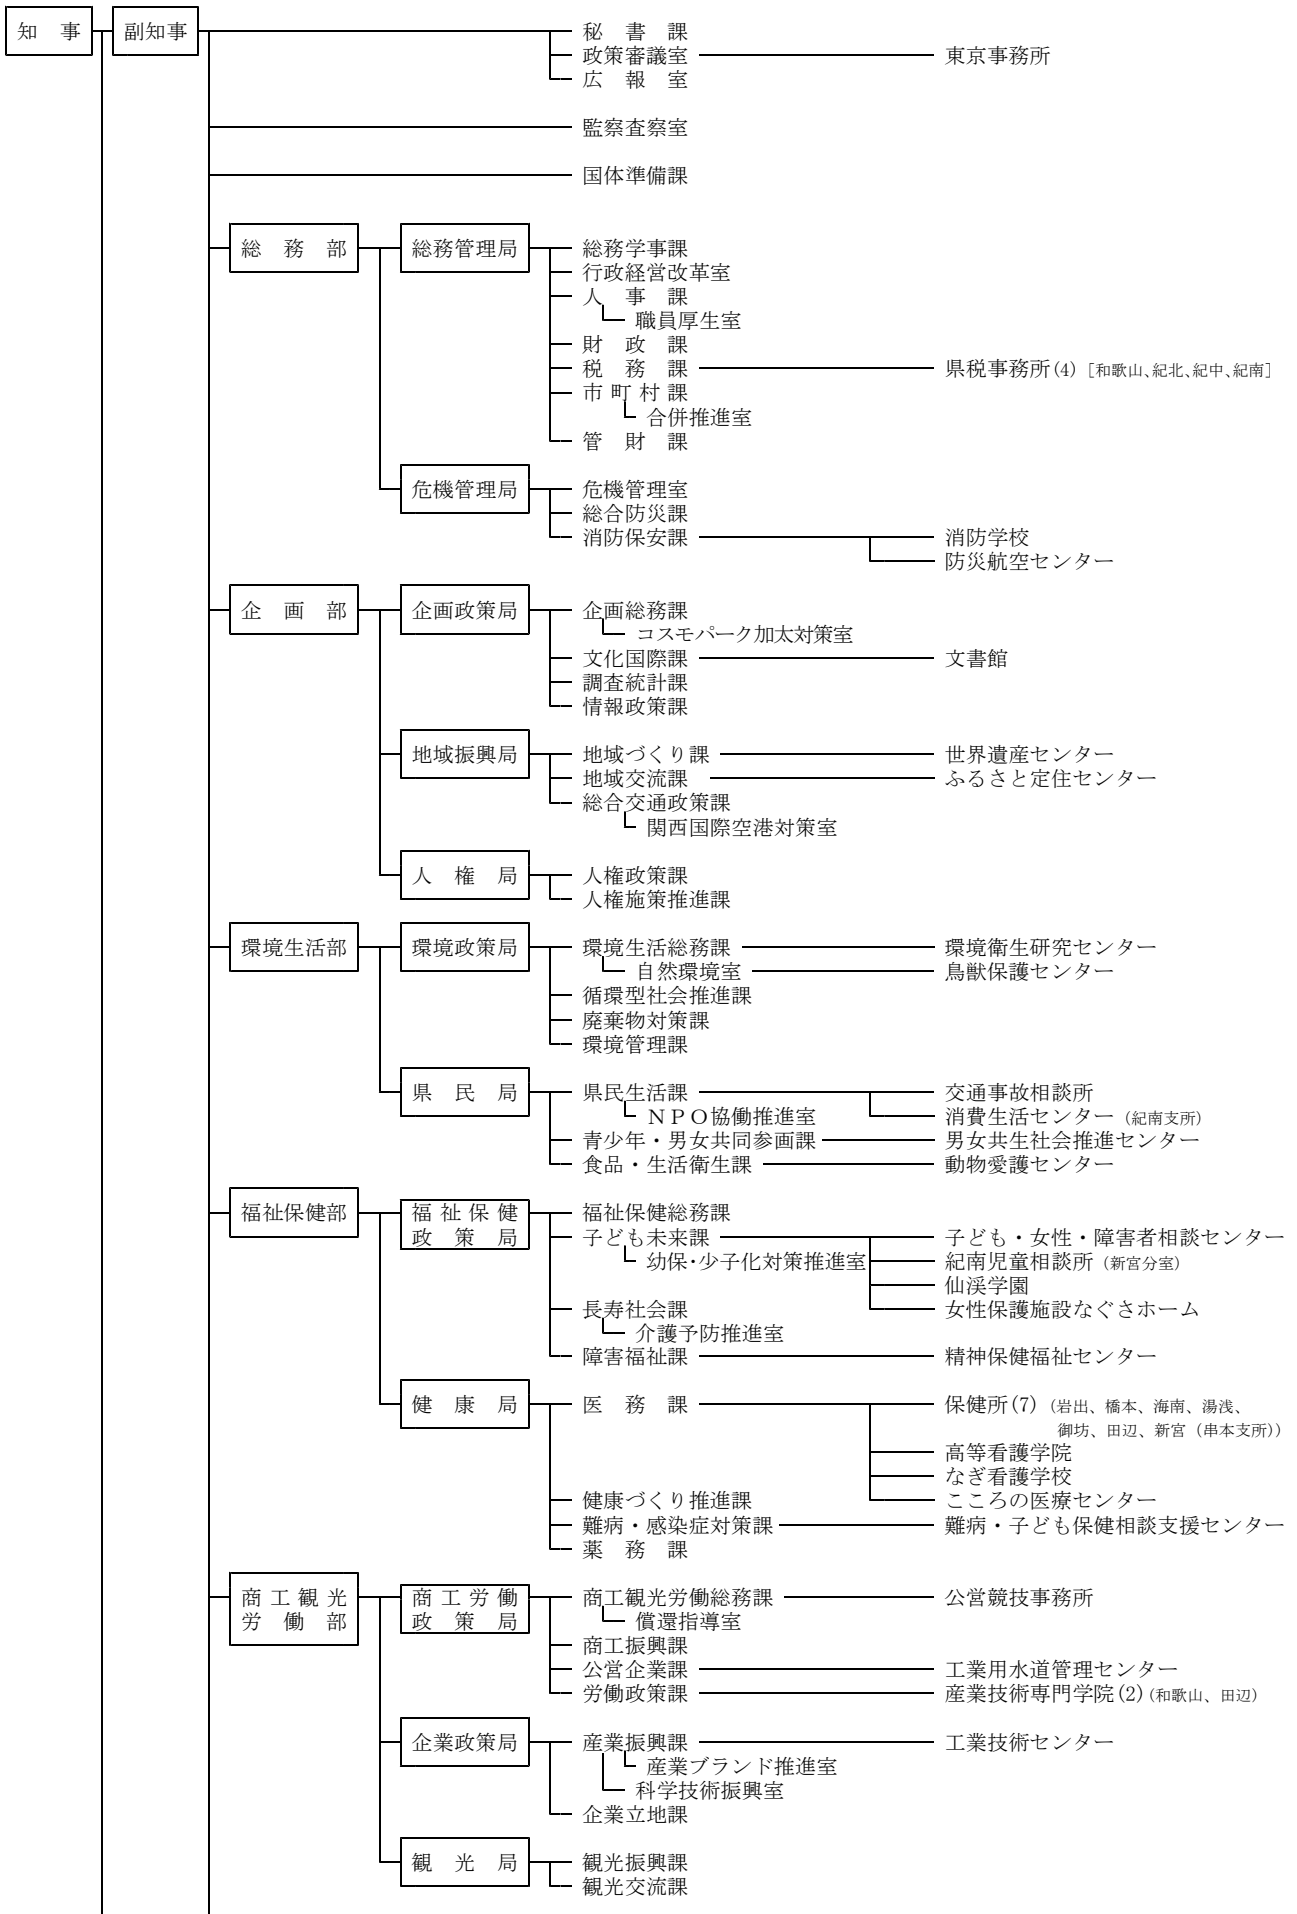 知　事　副知事　秘　書　課
政策審議室　東京事務所
広　報　室
監察査察室
国体準備課
総　務　部　総務管理局　総務学事課
行政経営改革室
人　事　課
職員厚生室
財　政　課
税　務　課　県税事務所(4) [和歌山、紀北、紀中、紀南]
市 町 村 課
合併推進室
管　財　課
危機管理局　危機管理室
総合防災課
消防保安課　消防学校
防災航空センター
企　画　部　企画政策局　企画総務課
コスモパーク加太対策室
文化国際課　文書館
調査統計課
情報政策課
地域振興局　地域づくり課　世界遺産センター
地域交流課　ふるさと定住センター
総合交通政策課
関西国際空港対策室
人　権　局　人権政策課
人権施策推進課
環境生活部　環境政策局　環境生活総務課　環境衛生研究センター
自然環境室　鳥獣保護センター
循環型社会推進課
廃棄物対策課
環境管理課
県　民　局　県民生活課　交通事故相談所
ＮＰＯ協働推進室　消費生活センター (紀南支所)
青少年・男女共同参画課　男女共生社会推進センター
食品・生活衛生課　動物愛護センター
福祉保健部　福 祉 保 健　福祉保健総務課
政　策　局　子ども未来課　子ども・女性・障害者相談センター
幼保･少子化対策推進室　紀南児童相談所 (新宮分室)
仙渓学園
長寿社会課　女性保護施設なぐさホーム
介護予防推進室
障害福祉課　精神保健福祉センター
健　康　局　医　務　課　保健所(7) (岩出、橋本、海南、湯浅、
御坊、田辺、新宮 (串本支所))
高等看護学院
なぎ看護学校
健康づくり推進課　こころの医療センター
難病・感染症対策課　難病・子ども保健相談支援センター
薬　務　課
商 工 観 光　商 工 労 働　商工観光労働総務課　公営競技事務所
労　働　部　政　策　局　償還指導室
商工振興課
公営企業課　工業用水道管理センター
労働政策課　産業技術専門学院(2) (和歌山、田辺)
企業政策局　産業振興課　工業技術センター
産業ブランド推進室
科学技術振興室
企業立地課
観　光　局　観光振興課
観光交流課